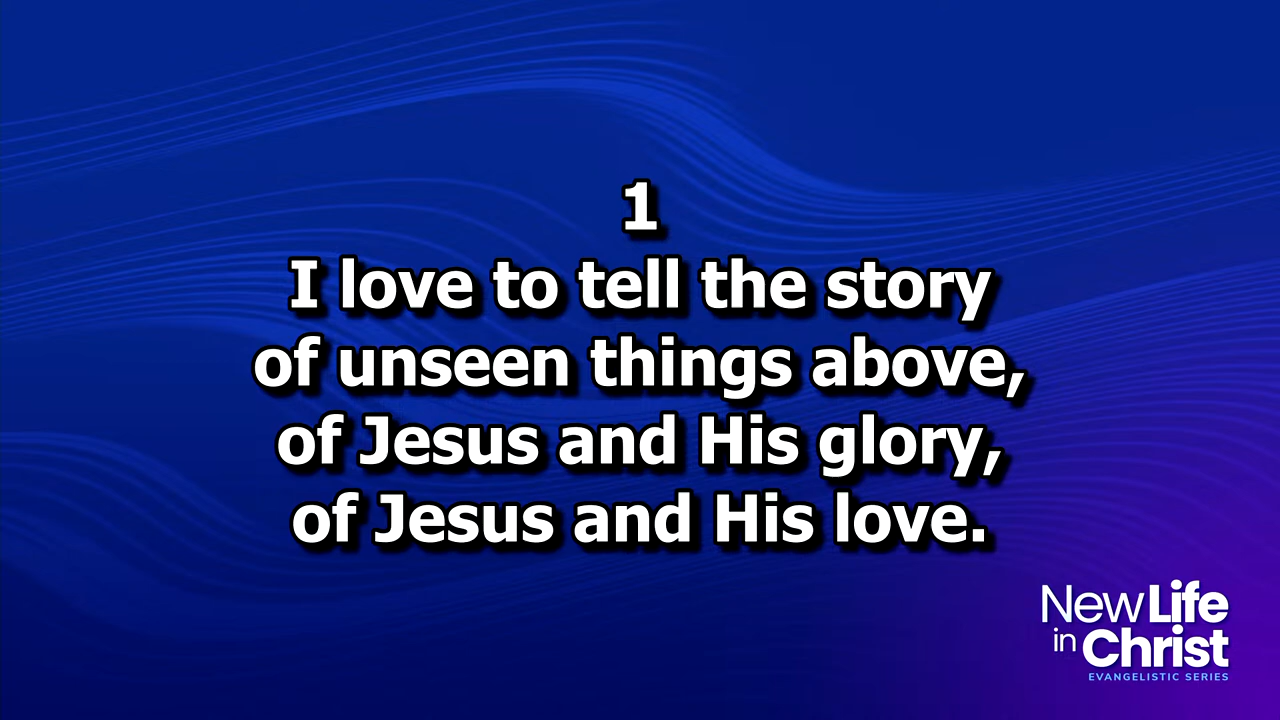 1
I love to tell the story
of unseen things above,
of Jesus and His glory,
of Jesus and His love.
New Life
in Christ
EVANGELISTIC SERIES